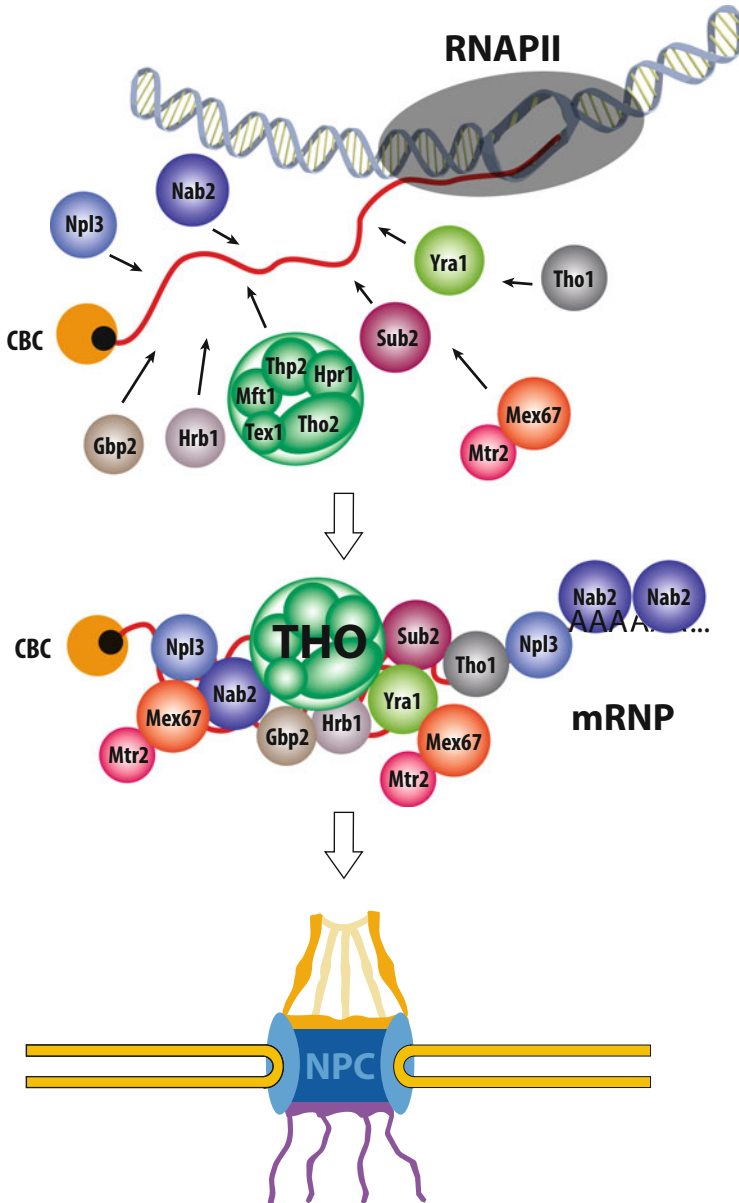 RNAPII
Nab2
Npl3
Yra1
Tho1
CBC
Sub2
Thp2
Hpr1
Mft1
Tex1
Tho2
Mex67
Mtr2
Gbp2
Hrb1
Nab2
Nab2
AAAAAA...
CBC
Npl3
THO
Sub2
Tho1
Npl3
Nab2
Yra1
mRNP
Mex67
Gbp2
Hrb1
Mex67
Mtr2
Mtr2
NPC